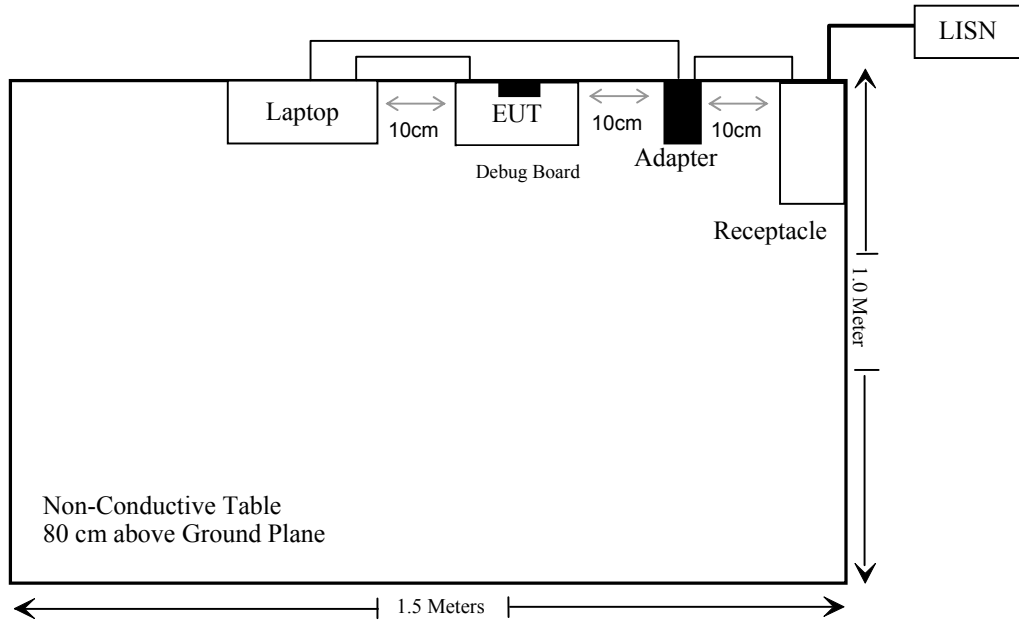 LISN
Laptop
10cm
EUT
10cm
10cm
Adapter
Debug Board
Receptacle
1.0 Meter
Non-Conductive Table
80 cm above Ground Plane
1.5 Meters